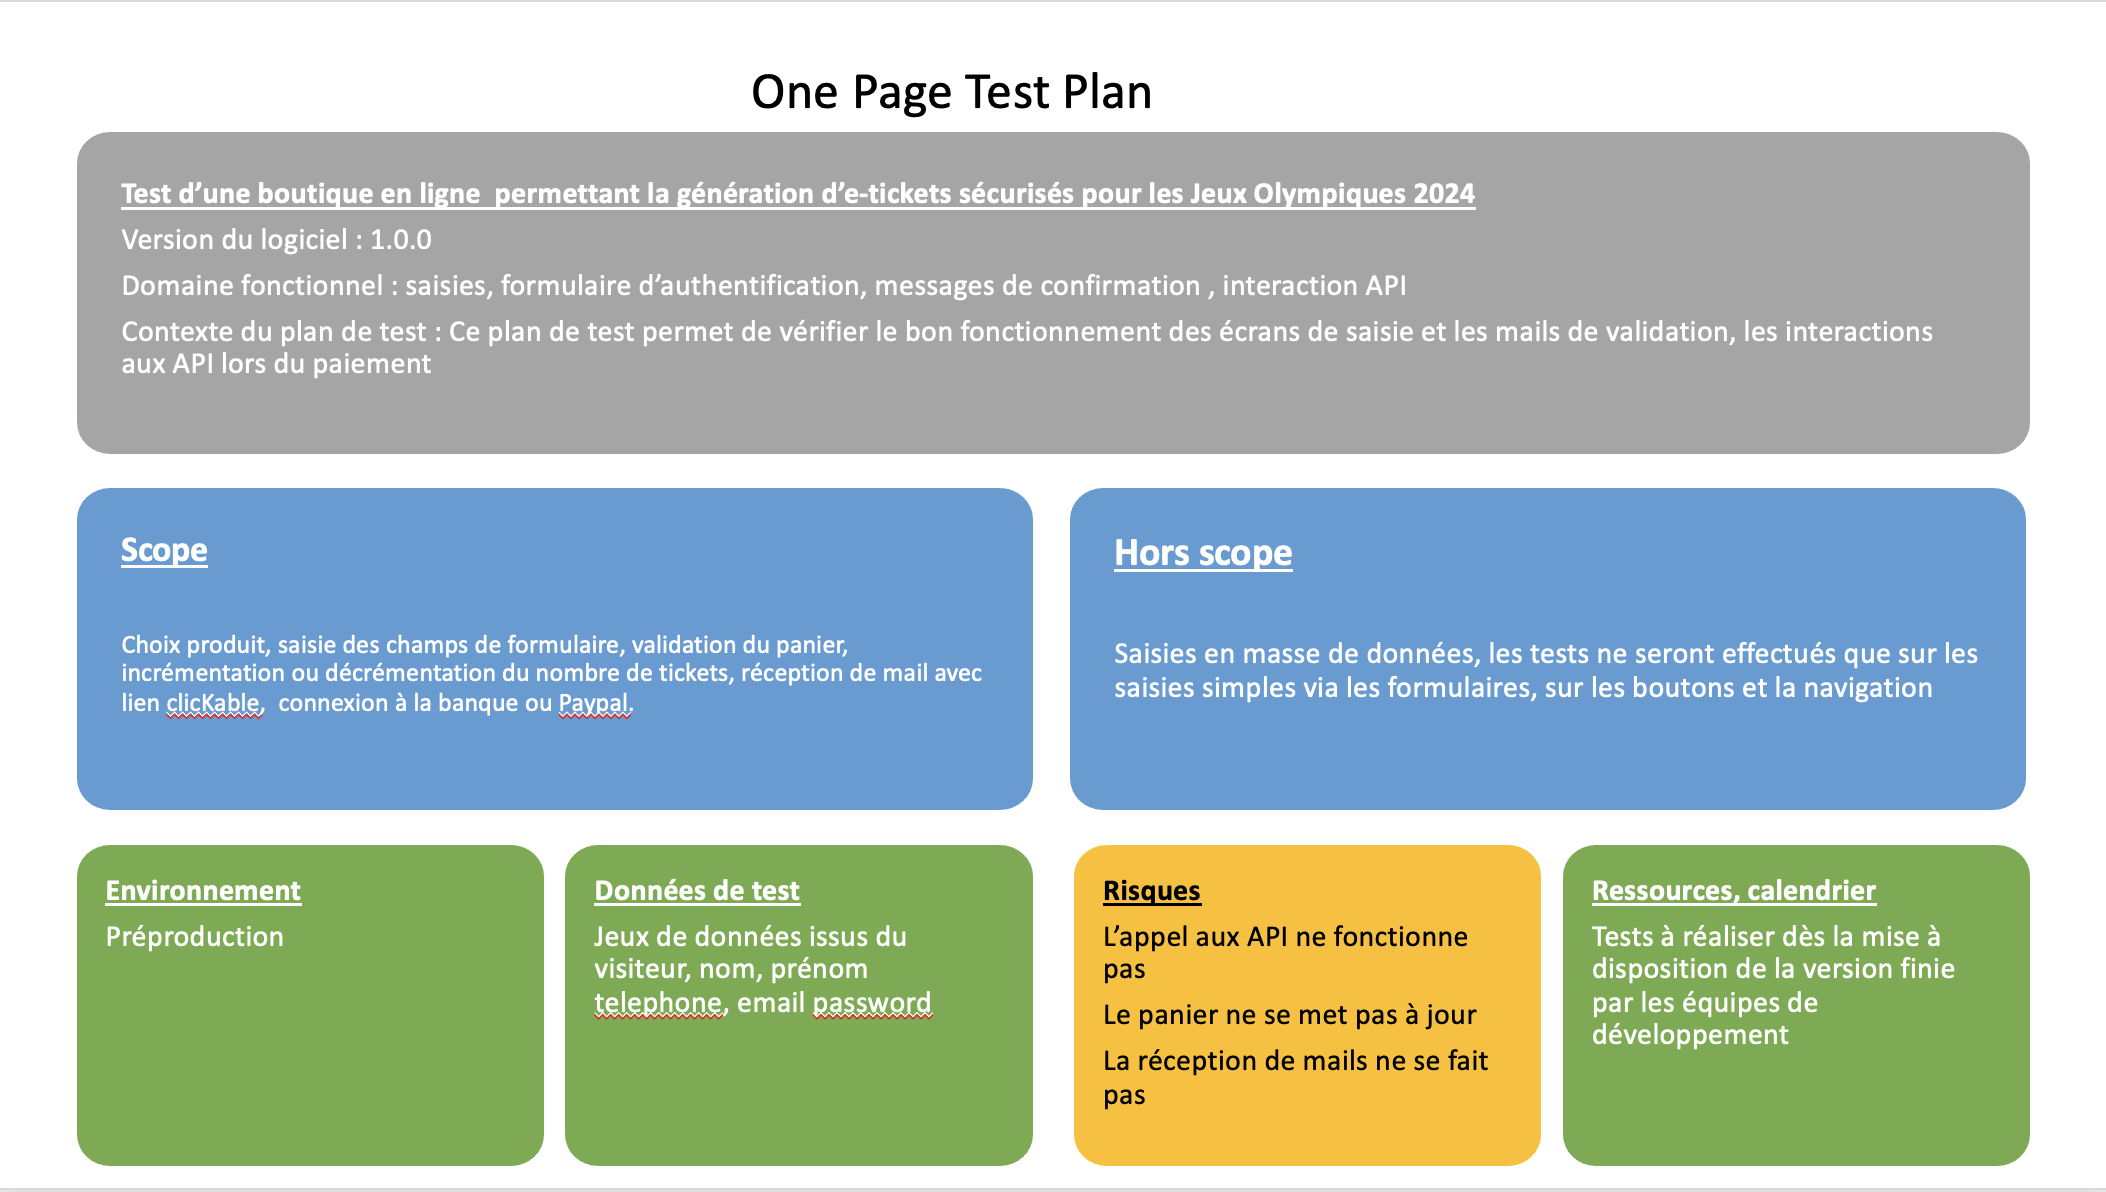 One Page Test Plan
Test d’une boutique en ligne  permettant la génération d’e-tickets sécurisés pour les Jeux Olympiques 2024
Version du logiciel : 1.0.0
Domaine fonctionnel : saisies, formulaire d’authentification, messages de confirmation , interaction API
Contexte du plan de test : Ce plan de test permet de vérifier le bon fonctionnement des écrans de saisie et les mails de validation, les interactions
aux API lors du paiement
Scope
Choix produit, saisie des champs de formulaire, validation du panier,
incrémentation ou décrémentation du nombre de tickets, réception de mail avec
lien clicKable,  connexion à la banque ou Paypal.
Hors scope
Saisies en masse de données, les tests ne seront effectués que sur les
saisies simples via les formulaires, sur les boutons et la navigation
Environnement
Préproduction
Données de test
Jeux de données issus du
visiteur, nom, prénom
telephone, email password
Risques
L’appel aux API ne fonctionne
pas
Le panier ne se met pas à jour
La réception de mails ne se fait
pas
Ressources, calendrier
Tests à réaliser dès la mise à
disposition de la version finie
par les équipes de
développement